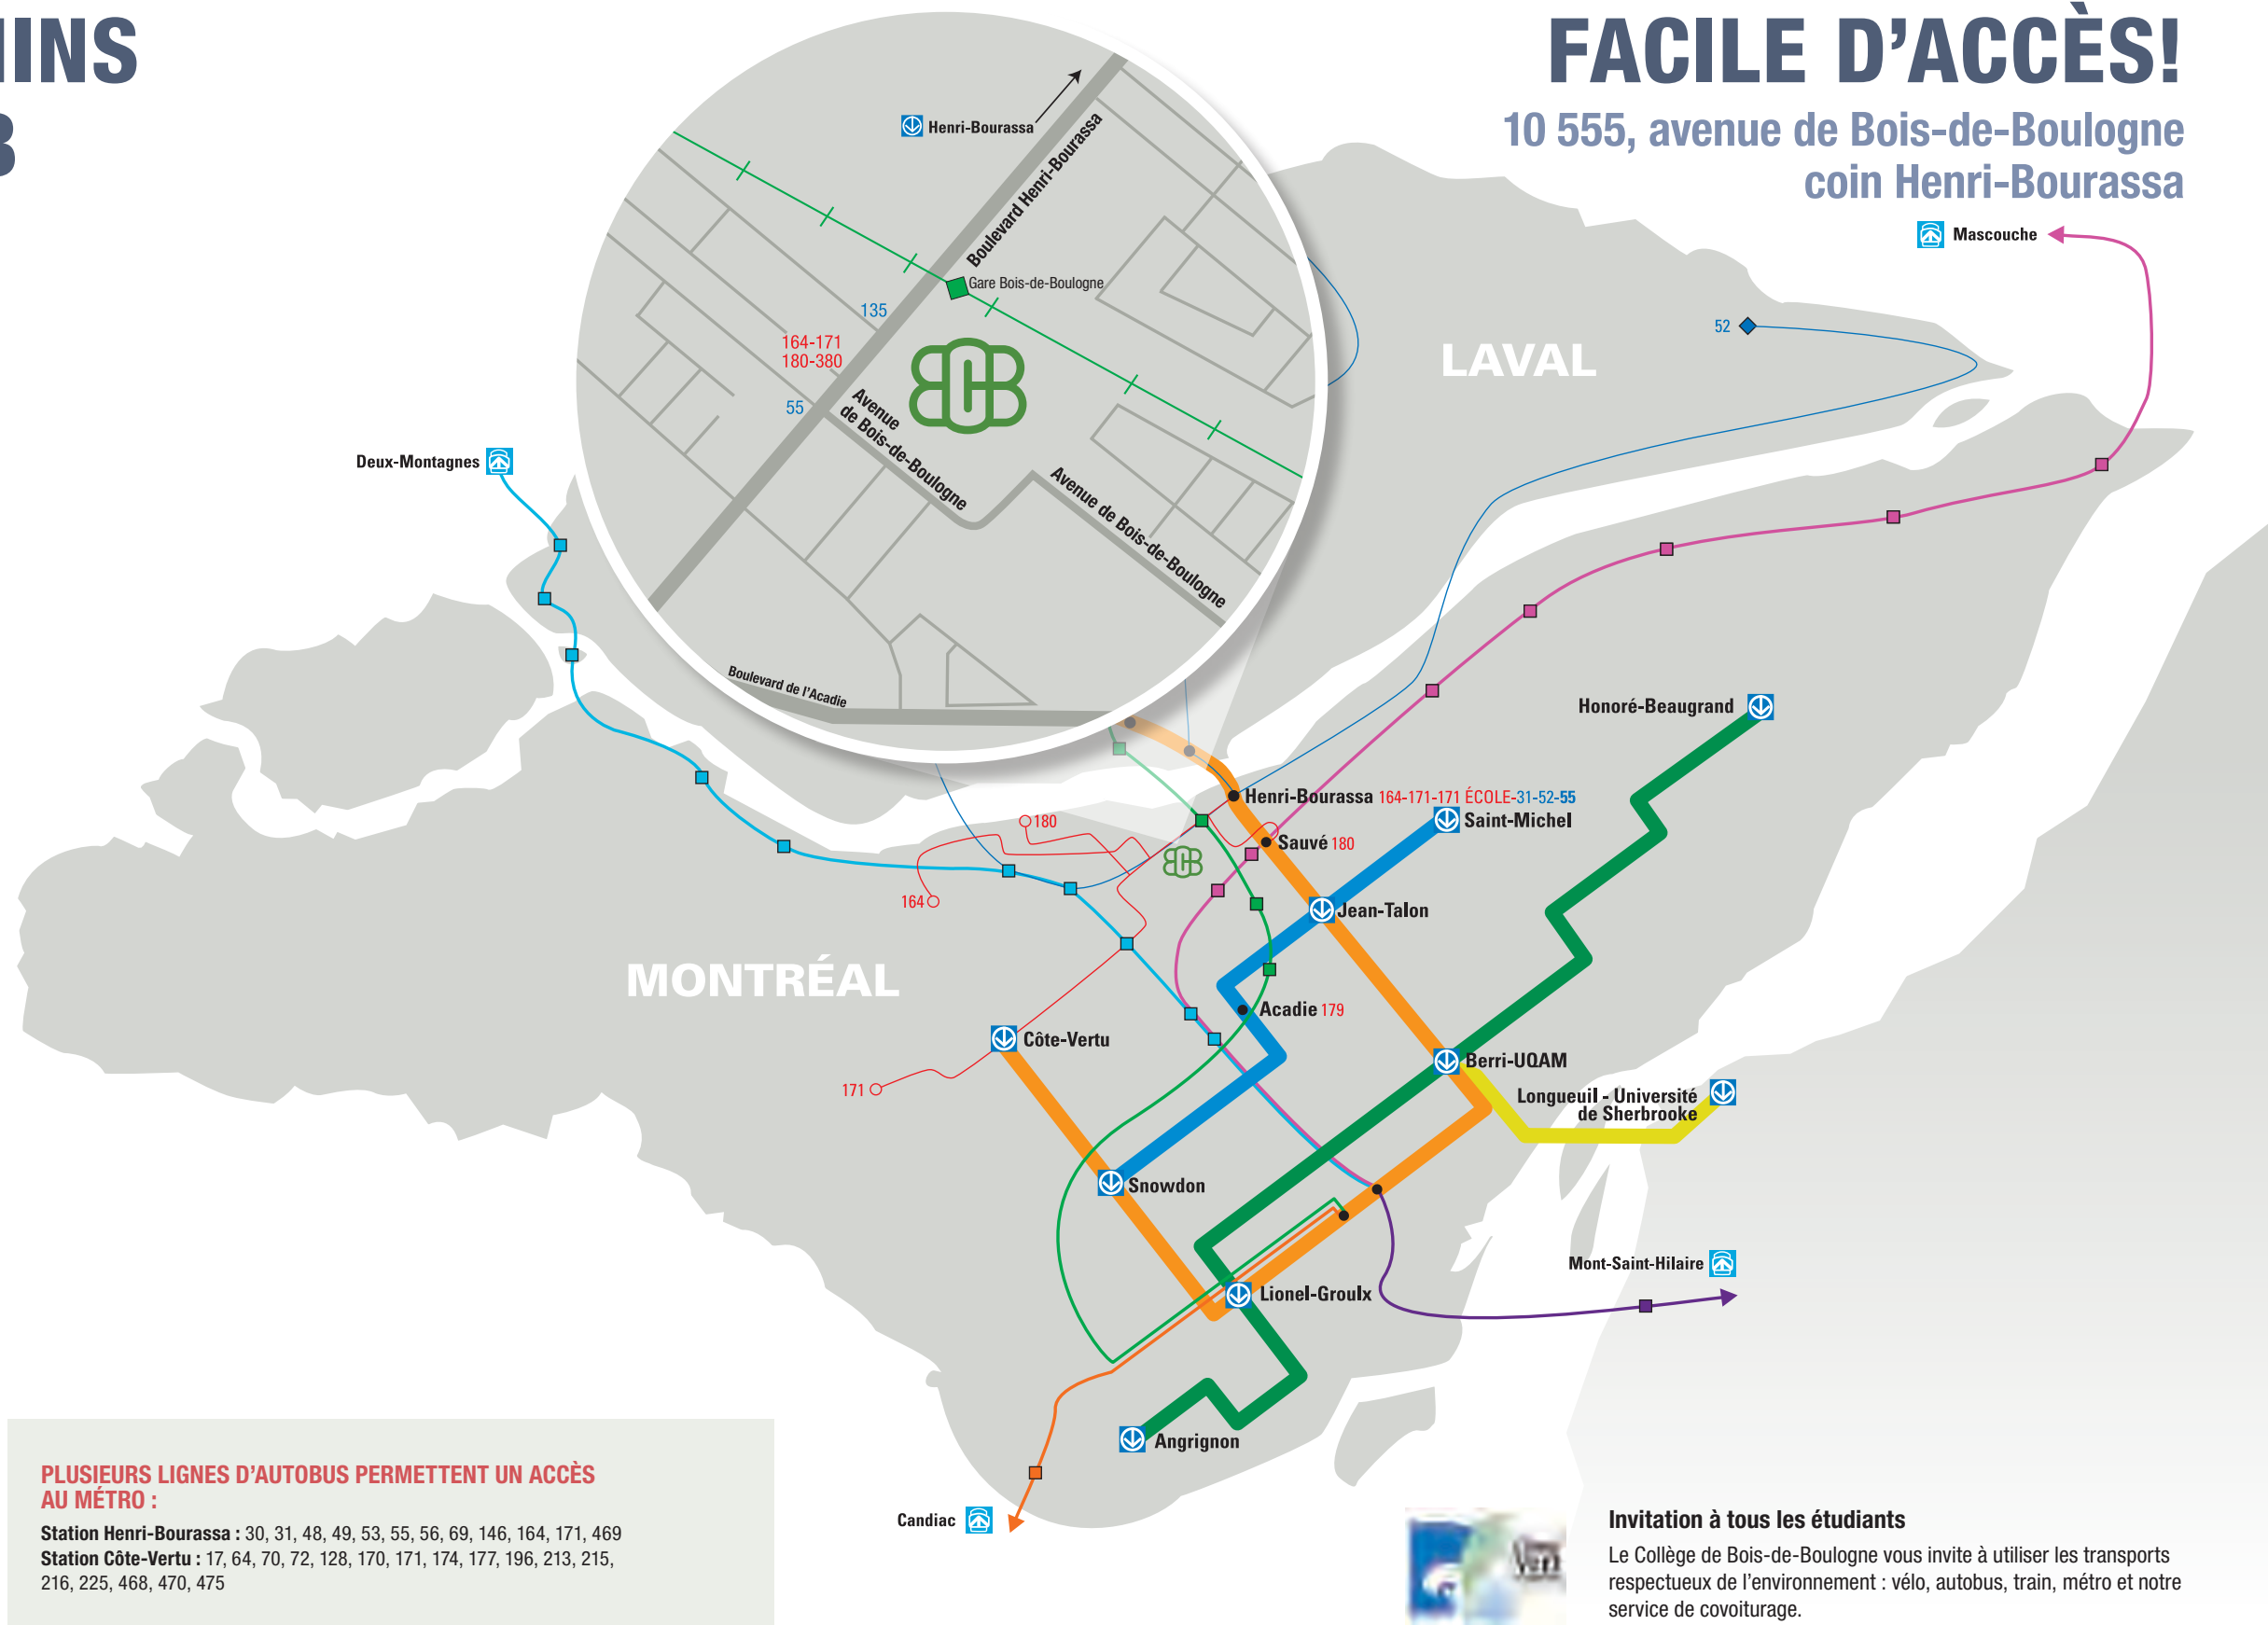 FACILE D'ACCÈS!
10 555, avenue de Bois-de-Boulogne
coin Henri-Bourassa
Henri-Bourassa
Boulevard Henri-Bourassa
Gare Bois-de-Boulogne
135
164-171
180-380
55
Avenue
de Bois-de-Boulogne
Avenue de Bois-de-Boulogne
Boulevard de l'Acadie
Mascouche
52
LAVAL
Deux-Montagnes
Honoré-Beaugrand
Henri-Bourassa 164-171-171 ÉCOLE-31-52-55
Saint-Michel
180
Sauvé 180
164
Jean-Talon
MONTRÉAL
Acadie 179
Côte-Vertu
Berri-UQAM
171
Longueuil - Université
de Sherbrooke
Snowdon
Mont-Saint-Hilaire
Lionel-Groulx
Angrignon
Candiac
PLUSIEURS LIGNES D'AUTOBUS PERMETTENT UN ACCÈS
AU MÉTRO :
Station Henri-Bourassa : 30, 31, 48, 49, 53, 55, 56, 69, 146, 164, 171, 469
Station Côte-Vertu : 17, 64, 70, 72, 128, 170, 171, 174, 177, 196, 213, 215,
216, 225, 468, 470, 475
Invitation à tous les étudiants
Le Collège de Bois-de-Boulogne vous invite à utiliser les transports
respectueux de l'environnement : vélo, autobus, train, métro et notre
service de covoiturage.